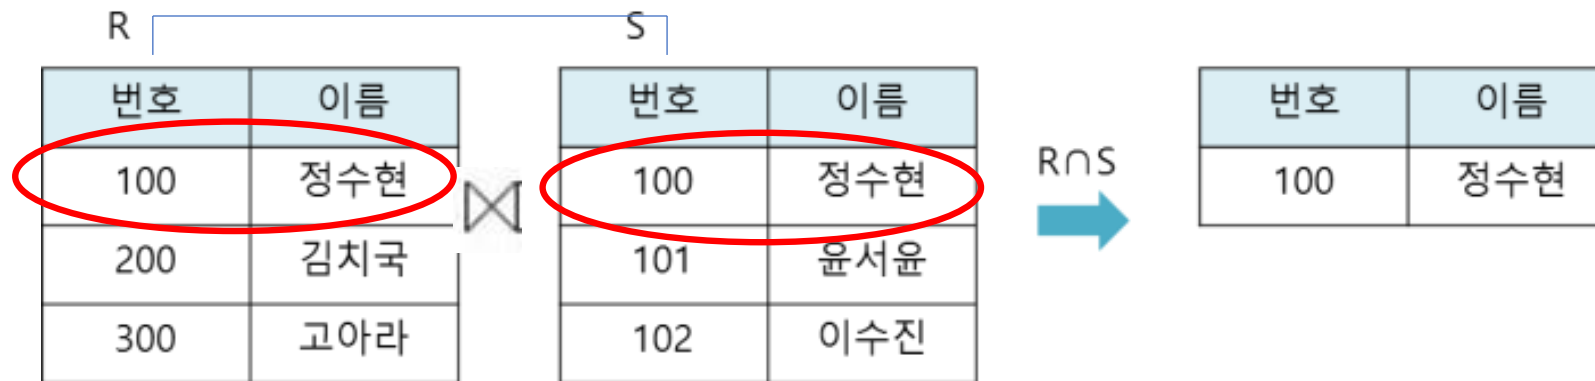 R S
번호 이름 번호 이름 번호 이름
100 정수현 ⋈ 100 정수현 R∩S 100 정수현
200 김치국 101 윤서윤
300 고아라 102 이수진